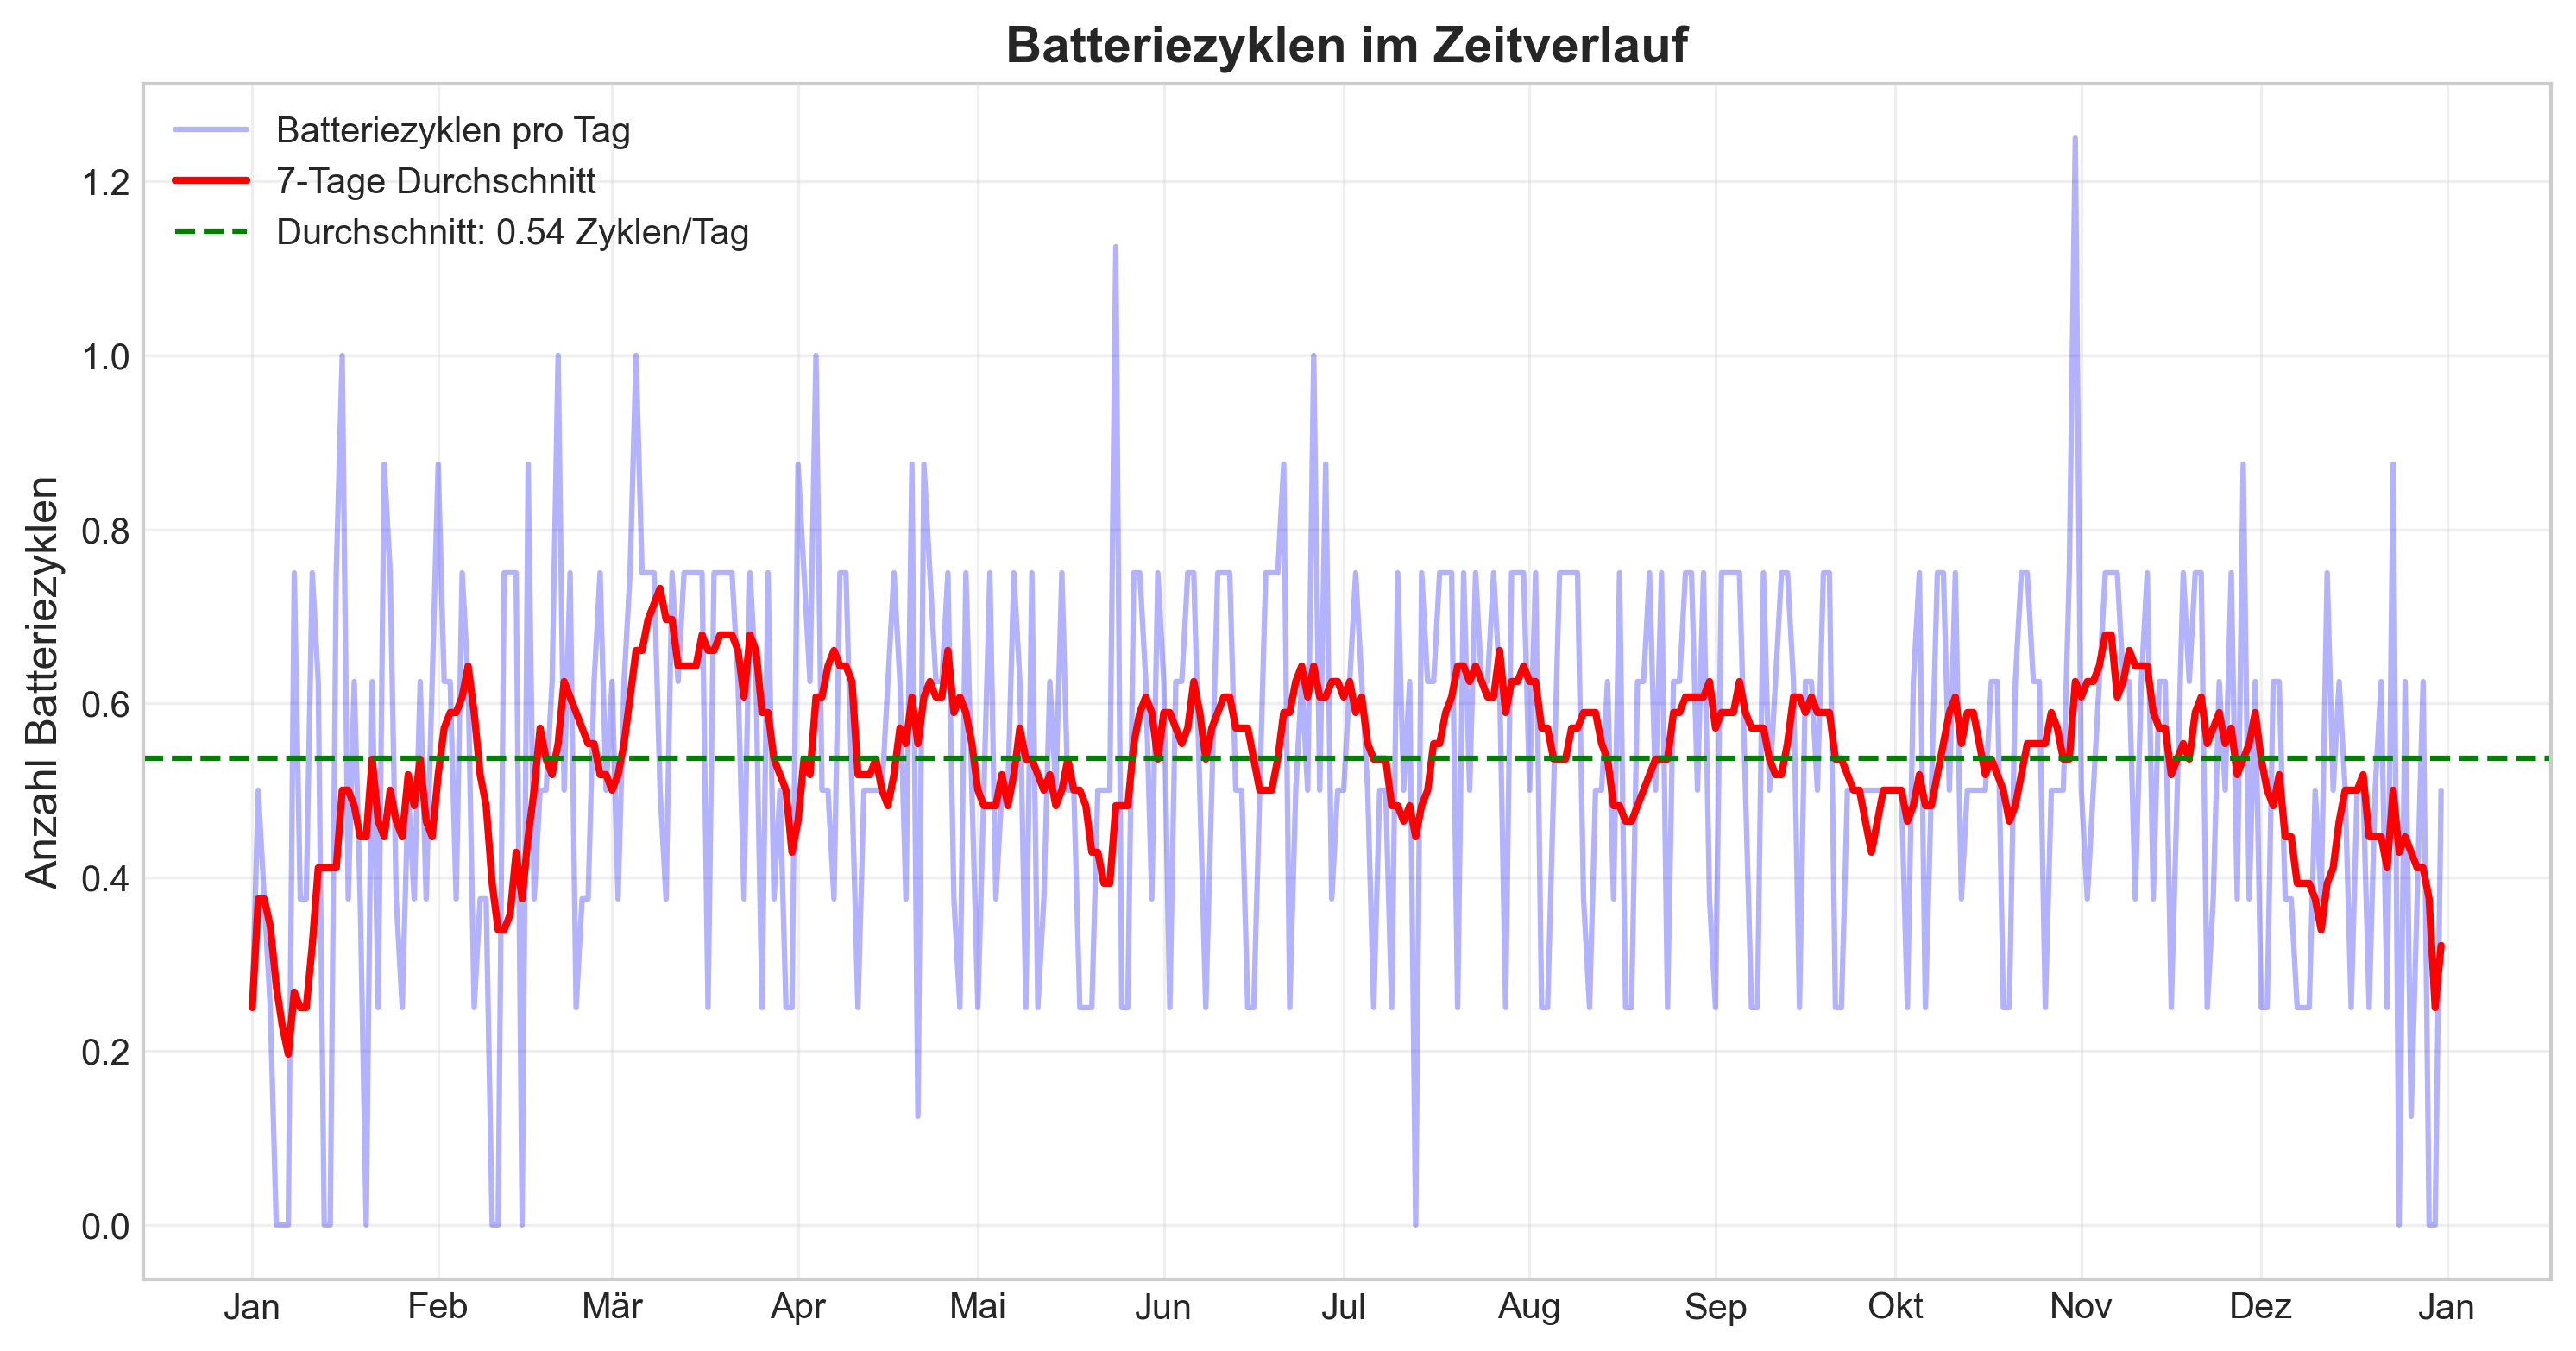 Batteriezyklen im Zeitverlauf
Batteriezyklen pro Tag
7-Tage Durchschnitt
Durchschnitt: 0.54 Zyklen/Tag
Anzahl Batteriezyklen
1.2
1.0
0.8
0.6
0.4
0.2
0.0
Jan Feb Mär Apr Mai Jun Jul Aug Sep Okt Nov Dez Jan